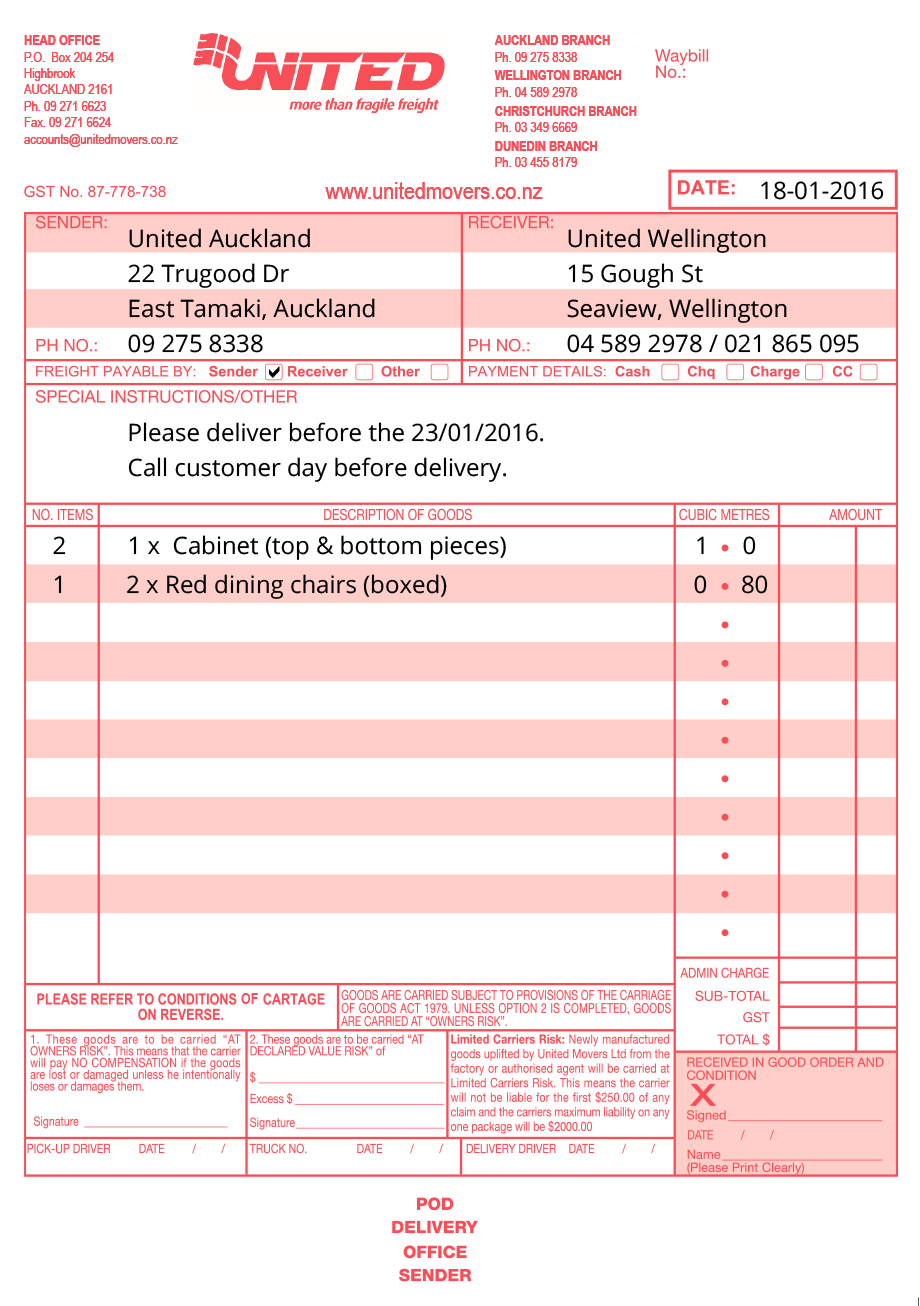 HEAD OFFICE
P.O. Box 204 254
Highbrook
AUCKLAND 2161
Ph. 09 271 6623
Fax. 09 271 6624
accounts@unitedmovers.co.nz
UNITED
more than fragile freight
AUCKLAND BRANCH
Ph. 09 275 8338
WELLINGTON BRANCH
Ph. 04 589 2978
CHRISTCHURCH BRANCH
Ph. 03 349 6669
DUNEDIN BRANCH
Ph. 03 455 8179
Waybill
No.:
GST No. 87-778-738
www.unitedmovers.co.nz
DATE: 18-01-2016
SENDER:
United Auckland
22 Trugood Dr
East Tamaki, Auckland
PH NO.: 09 275 8338
RECEIVER:
United Wellington
15 Gough St
Seaview, Wellington
PH NO.: 04 589 2978 / 021 865 095
FREIGHT PAYABLE BY: Sender ✔ Receiver Other
PAYMENT DETAILS: Cash Chq Charge CC
SPECIAL INSTRUCTIONS/OTHER
Please deliver before the 23/01/2016.
Call customer day before delivery.
NO. ITEMS DESCRIPTION OF GOODS CUBIC METRES AMOUNT
2 1 x Cabinet (top & bottom pieces) 1 • 0
1 2 x Red dining chairs (boxed) 0 • 80
•
•
•
•
•
•
•
•
•
ADMIN CHARGE
SUB-TOTAL
GST
TOTAL $
PLEASE REFER TO CONDITIONS OF CARTAGE
ON REVERSE.
GOODS ARE CARRIED SUBJECT TO PROVISIONS OF THE CARRIAGE
OF GOODS ACT 1979. UNLESS OPTION 2 IS COMPLETED, GOODS
ARE CARRIED AT "OWNERS RISK".
1. These goods are to be carried "AT
OWNERS RISK". This means that the carrier
will pay NO COMPENSATION if the goods
are lost or damaged unless he intentionally
loses or damages them.
Signature
2. These goods are to be carried "AT
DECLARED VALUE RISK" of
$
Excess $
Signature
Limited Carriers Risk: Newly manufactured
goods uplifted by United Movers Ltd from the
factory or authorised agent will be carried at
Limited Carriers Risk. This means the carrier
will not be liable for the first $250.00 of any
claim and the carriers maximum liability on any
one package will be $2000.00
RECEIVED IN GOOD ORDER AND
CONDITION
X
Signed
DATE / /
Name
(Please Print Clearly)
PICK-UP DRIVER DATE / /
TRUCK NO. DATE / /
DELIVERY DRIVER DATE / /
POD
DELIVERY
OFFICE
SENDER